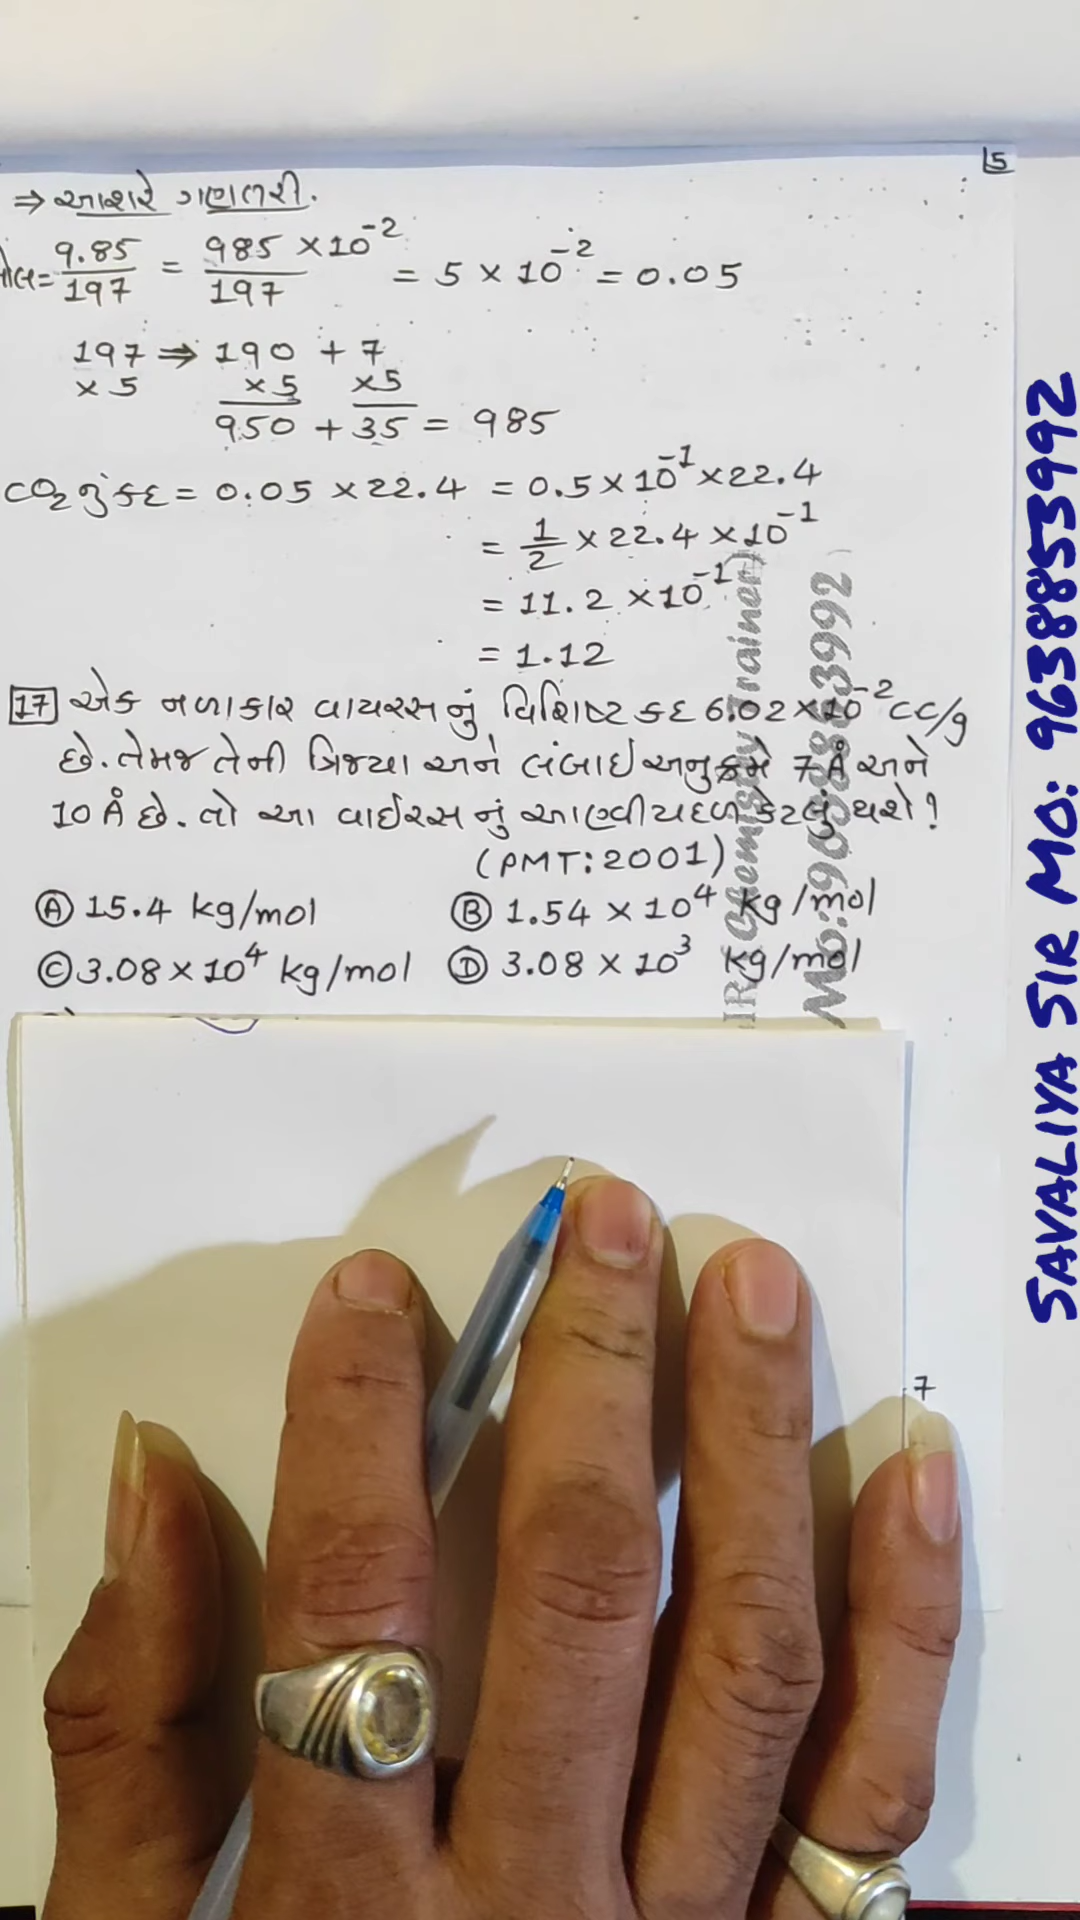 5
⇒ આશરે ગણતરી.
મોલ = 9.85/197 = 985 × 10⁻²/197 = 5 × 10⁻² = 0.05
197 ⇒ 190 + 7
× 5 × 5 × 5
950 + 35 = 985
CO₂ નું કદ = 0.05 × 22.4 = 0.5 × 10⁻¹ × 22.4
= 1/2 × 22.4 × 10⁻¹
= 11.2 × 10⁻¹
= 1.12
17 એક નળાકાર વાયરસનું વિશિષ્ટ કદ 6.02 × 10⁻² cc/g
છે. તેમજ તેની ત્રિજ્યા અને લંબાઈ અનુક્રમે 7 Å અને
10 Å છે. તો આ વાઈરસનું આણ્વીયદળ કેટલું થશે?
(PMT: 2001)
Ⓐ 15.4 kg/mol Ⓑ 1.54 × 10⁴ kg/mol
Ⓒ 3.08 × 10⁴ kg/mol Ⓓ 3.08 × 10³ kg/mol
7
SAVALIYA SIR MO: 9638853992